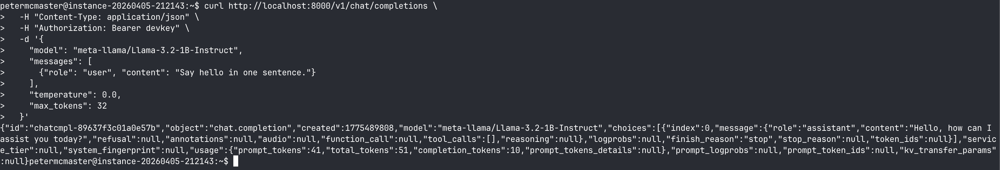 petermcmaster@instance-20260405-212143:~$ curl http://localhost:8000/v1/chat/completions \
>   -H "Content-Type: application/json" \
>   -H "Authorization: Bearer devkey" \
>   -d '{
>     "model": "meta-llama/Llama-3.2-1B-Instruct",
>     "messages": [
>       {"role": "user", "content": "Say hello in one sentence."}
>     ],
>     "temperature": 0.0,
>     "max_tokens": 32
>   }'
{"id":"chatcmpl-89637f3c01a0e57b","object":"chat.completion","created":1775489808,"model":"meta-llama/Llama-3.2-1B-Instruct","choices":[{"index":0,"message":{"role":"assistant","content":"Hello, how can I
assist you today?","refusal":null,"annotations":null,"audio":null,"function_call":null,"tool_calls":[],"reasoning":null},"logprobs":null,"finish_reason":"stop","stop_reason":null,"token_ids":null}],"servic
e_tier":null,"system_fingerprint":null,"usage":{"prompt_tokens":41,"total_tokens":51,"completion_tokens":10,"prompt_tokens_details":null},"prompt_logprobs":null,"prompt_token_ids":null,"kv_transfer_params"
:null}petermcmaster@instance-20260405-212143:~$